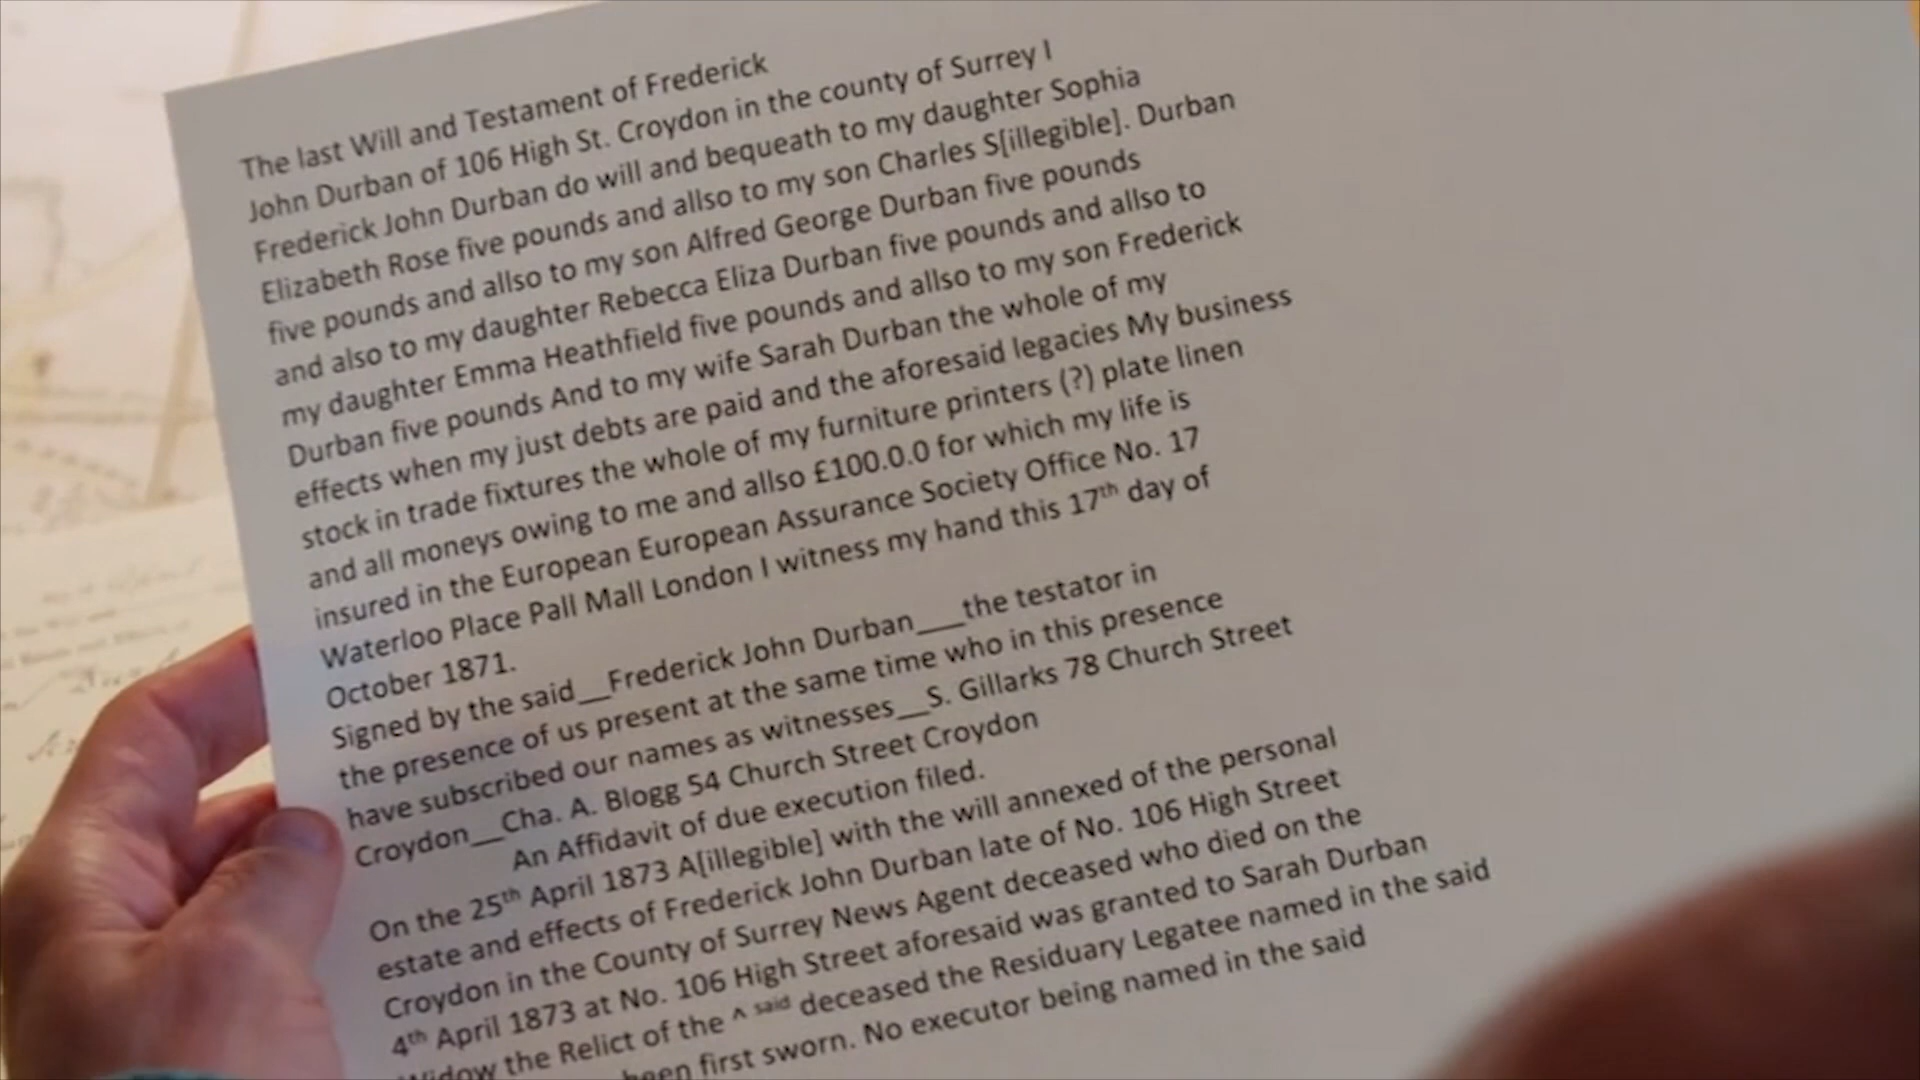 The last Will and Testament of Frederick
John Durban of 106 High St. Croydon in the county of Surrey I
Frederick John Durban do will and bequeath to my daughter Sophia
Elizabeth Rose five pounds and allso to my son Charles S[illegible]. Durban
five pounds and allso to my son Alfred George Durban five pounds
and also to my daughter Rebecca Eliza Durban five pounds and allso to
my daughter Emma Heathfield five pounds and allso to my son Frederick
Durban five pounds And to my wife Sarah Durban the whole of my
effects when my just debts are paid and the aforesaid legacies My business
stock in trade fixtures the whole of my furniture printers (?) plate linen
and all moneys owing to me and allso £100.0.0 for which my life is
insured in the European European Assurance Society Office No. 17
Waterloo Place Pall Mall London I witness my hand this 17th day of
October 1871.
Signed by the said__Frederick John Durban___the testator in
the presence of us present at the same time who in this presence
have subscribed our names as witnesses__S. Gillarks 78 Church Street
Croydon__Cha. A. Blogg 54 Church Street Croydon
An Affidavit of due execution filed.
On the 25th April 1873 A[illegible] with the will annexed of the personal
estate and effects of Frederick John Durban late of No. 106 High Street
Croydon in the County of Surrey News Agent deceased who died on the
4th April 1873 at No. 106 High Street aforesaid was granted to Sarah Durban
Widow the Relict of the ^ said deceased the Residuary Legatee named in the said
been first sworn. No executor being named in the said